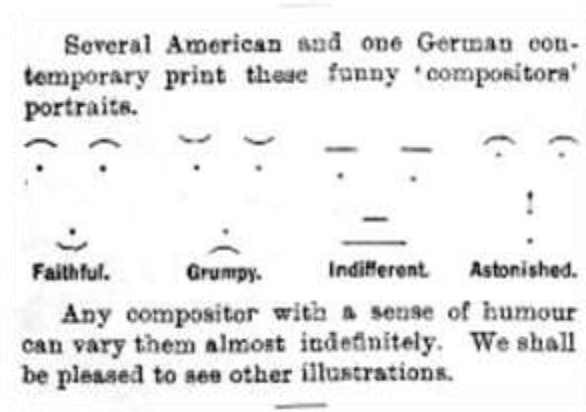 Several American and one German con-
temporary print these funny 'compositors'
portraits.
Faithful. Grumpy. Indifferent. Astonished.
Any compositor with a sense of humour
can vary them almost indefinitely. We shall
be pleased to see other illustrations.